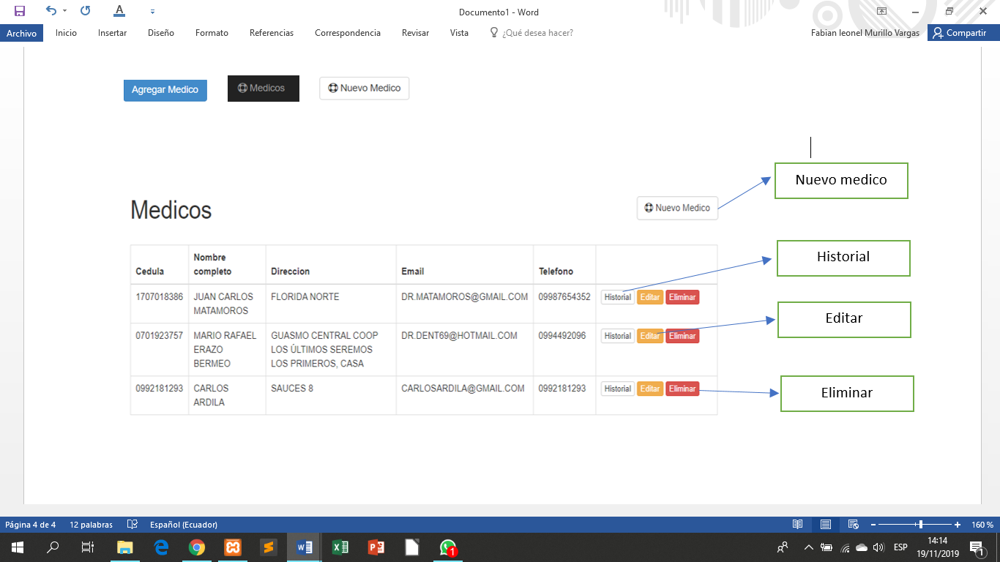 Documento1 - Word
Archivo Inicio Insertar Diseño Formato Referencias Correspondencia Revisar Vista ¿Qué desea hacer? Fabian leonel Murillo Vargas Compartir
Agregar Medico Medicos Nuevo Medico
Nuevo medico
Medicos Nuevo Medico
Historial
Cedula Nombre completo Direccion Email Telefono
1707018386 JUAN CARLOS FLORIDA NORTE DR.MATAMOROS@GMAIL.COM 09987654352 Historial Editar Eliminar
MATAMOROS
Editar
0701923757 MARIO RAFAEL GUASMO CENTRAL COOP DR.DENT69@HOTMAIL.COM 0994492096 Historial Editar Eliminar
ERAZO LOS ÚLTIMOS SEREMOS
BERMEO LOS PRIMEROS, CASA
0992181293 CARLOS SAUCES 8 CARLOSARDILA@GMAIL.COM 0992181293 Historial Editar Eliminar
ARDILA
Eliminar
Página 4 de 4 12 palabras Español (Ecuador) 160 %
ESP 14:14
19/11/2019
1
1